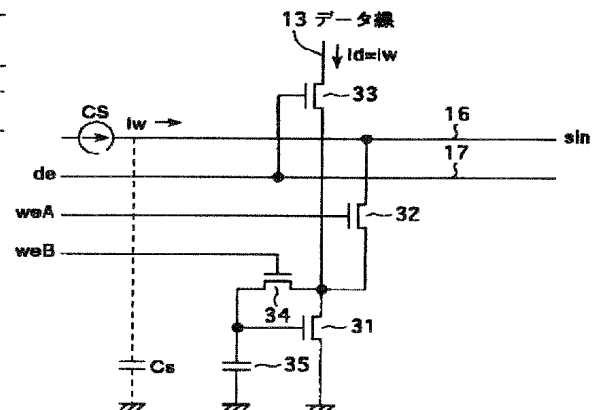 13 データ線
Id=Iw
33
CS
Iw
16
sin
17
de
weA
32
weB
34
31
Cs
35